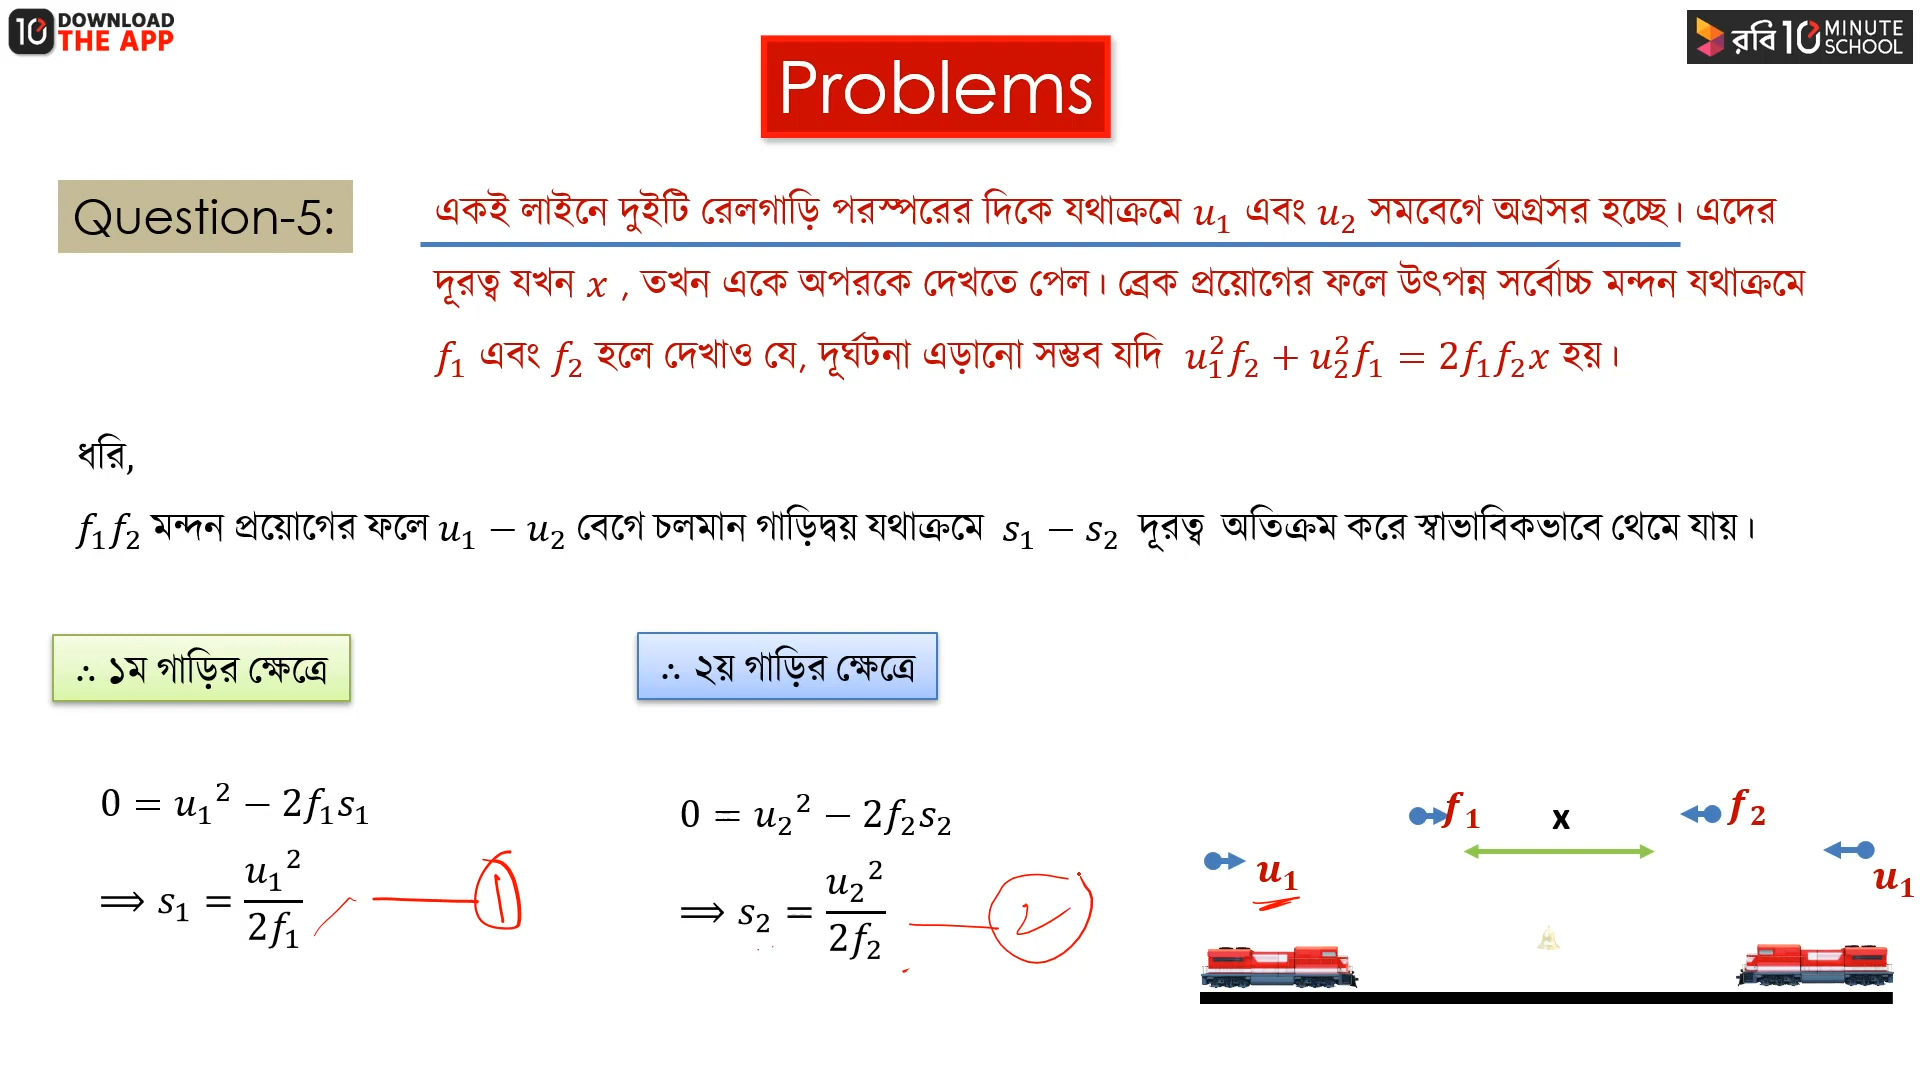 10 DOWNLOAD THE APP
রবি 10 MINUTE SCHOOL
Problems
Question-5:
একই লাইনে দুইটি রেলগাড়ি পরস্পরের দিকে যথাক্রমে u₁ এবং u₂ সমবেগে অগ্রসর হচ্ছে। এদের
দূরত্ব যখন x , তখন একে অপরকে দেখতে পেল। ব্রেক প্রয়োগের ফলে উৎপন্ন সর্বোচ্চ মন্দন যথাক্রমে
f₁ এবং f₂ হলে দেখাও যে, দূর্ঘটনা এড়ানো সম্ভব যদি u₁²f₂ + u₂²f₁ = 2f₁f₂x হয়।
ধরি,
f₁f₂ মন্দন প্রয়োগের ফলে u₁ − u₂ বেগে চলমান গাড়িদ্বয় যথাক্রমে s₁ − s₂ দূরত্ব অতিক্রম করে স্বাভাবিকভাবে থেমে যায়।
∴ ১ম গাড়ির ক্ষেত্রে
0 = u₁² − 2f₁s₁
⟹ s₁ = u₁²/2f₁ 1
∴ ২য় গাড়ির ক্ষেত্রে
0 = u₂² − 2f₂s₂
⟹ s₂ = u₂²/2f₂ 2
f₁ x f₂
u₁ u₁